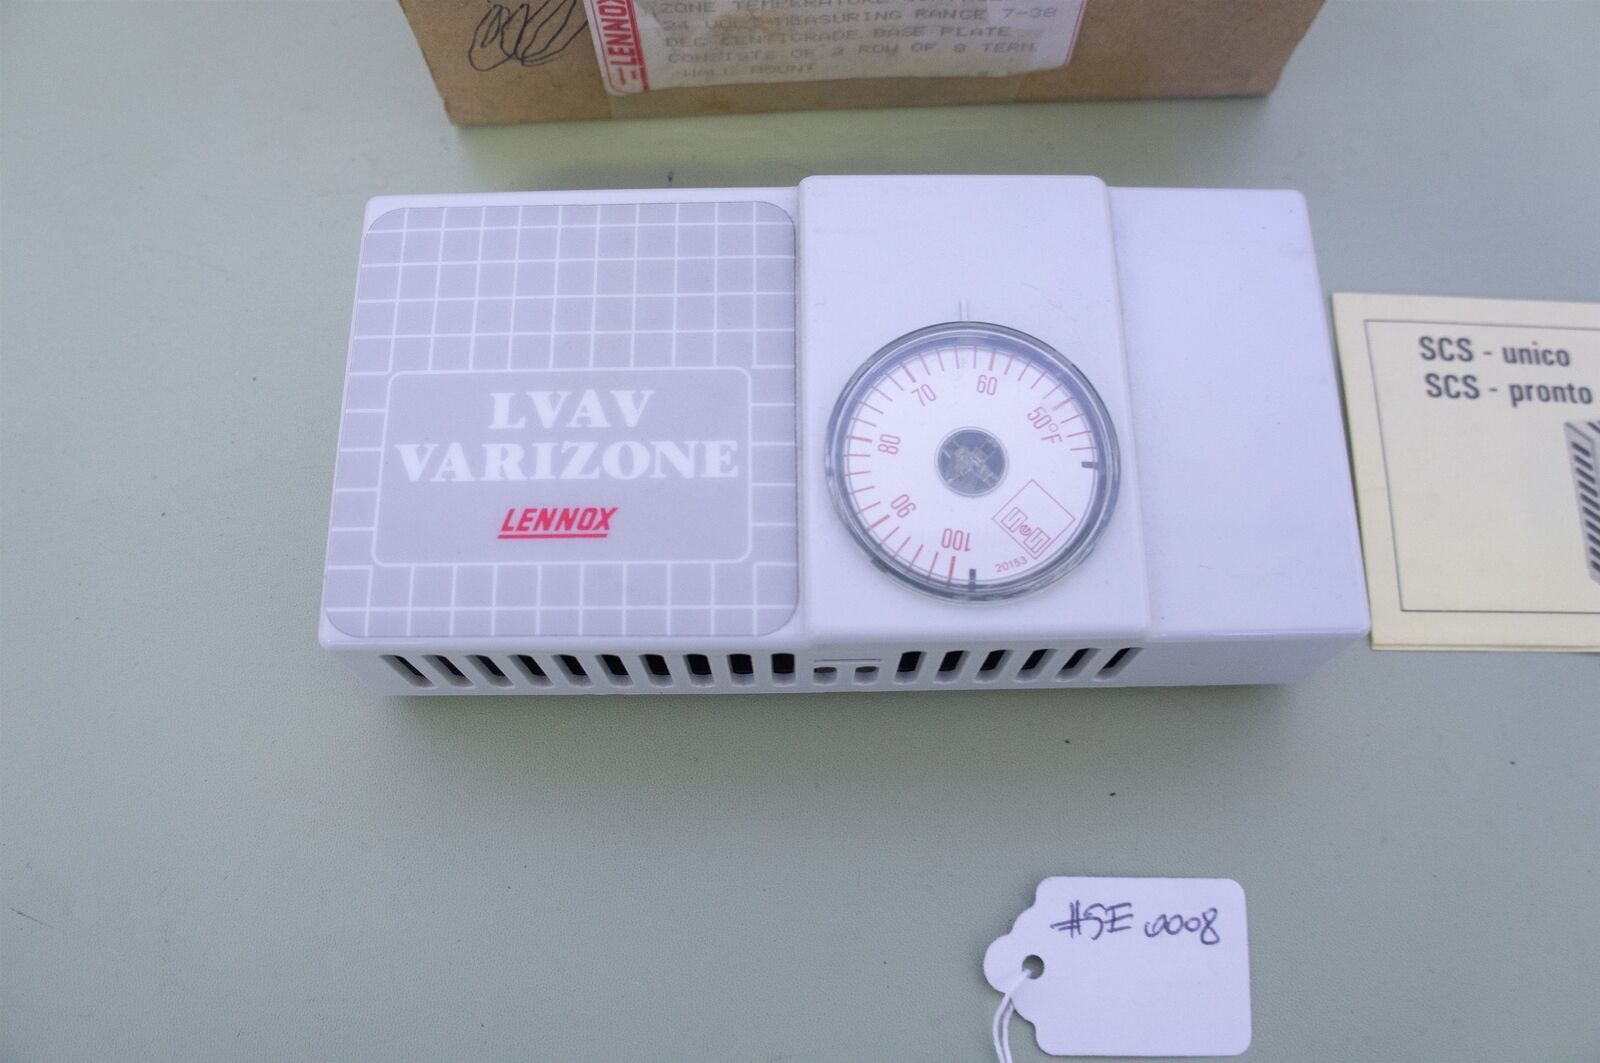 LENNOX
ZONE TEMPERATURE
24 VOLT MEASURING RANGE 7-38
DEG CENTIGRADE BASE PLATE
CONSISTS OF 2 ROW OF 8 TERM
WALL MOUNT
LVAV
VARIZONE
LENNOX
50°F
60
70
80
90
100
20153
SCS - unico
SCS - pronto
#SE 0008